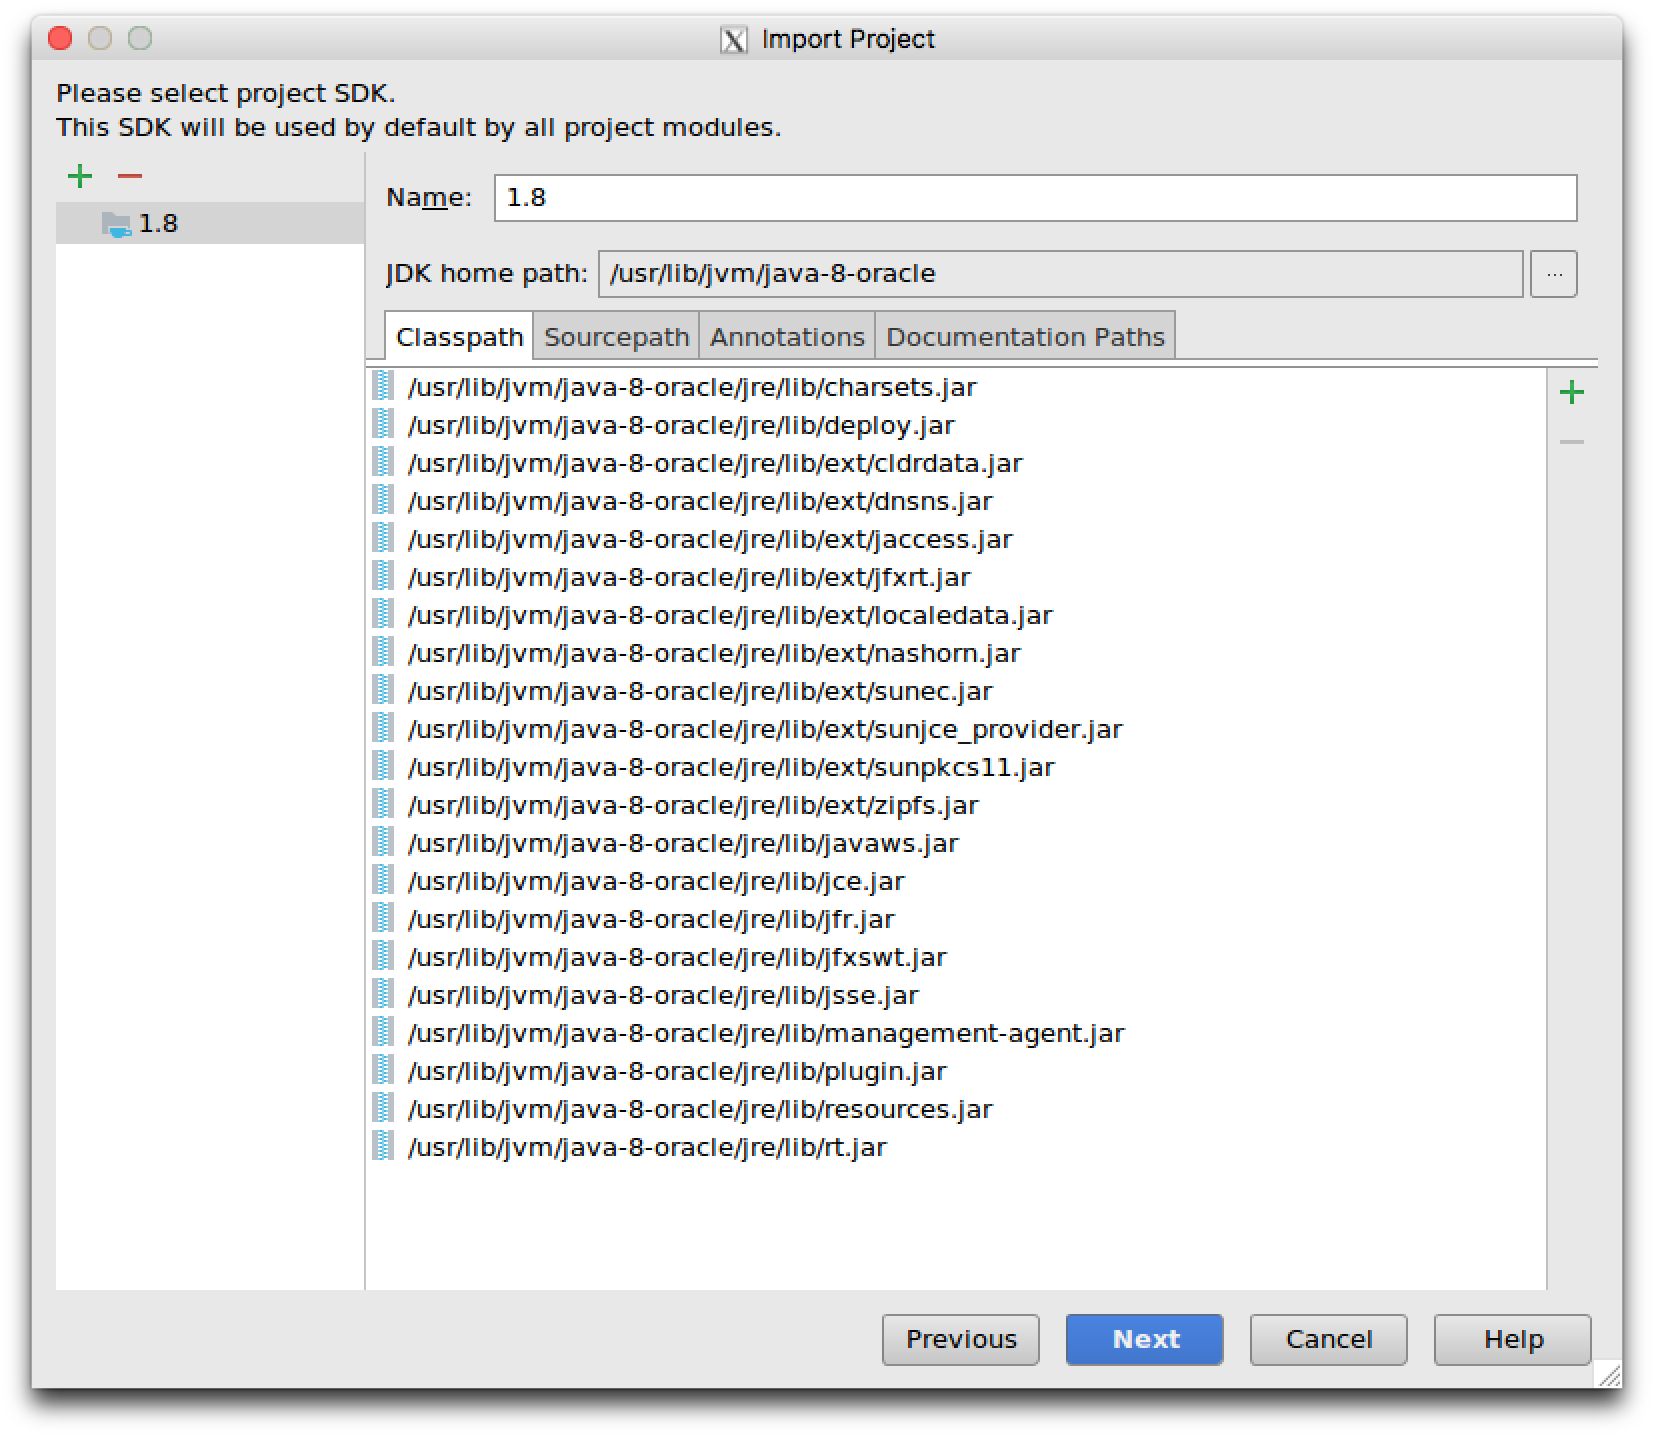 Import Project
Please select project SDK.
This SDK will be used by default by all project modules.
1.8
Name: 1.8
JDK home path: /usr/lib/jvm/java-8-oracle ...
Classpath Sourcepath Annotations Documentation Paths
/usr/lib/jvm/java-8-oracle/jre/lib/charsets.jar
/usr/lib/jvm/java-8-oracle/jre/lib/deploy.jar
/usr/lib/jvm/java-8-oracle/jre/lib/ext/cldrdata.jar
/usr/lib/jvm/java-8-oracle/jre/lib/ext/dnsns.jar
/usr/lib/jvm/java-8-oracle/jre/lib/ext/jaccess.jar
/usr/lib/jvm/java-8-oracle/jre/lib/ext/jfxrt.jar
/usr/lib/jvm/java-8-oracle/jre/lib/ext/localedata.jar
/usr/lib/jvm/java-8-oracle/jre/lib/ext/nashorn.jar
/usr/lib/jvm/java-8-oracle/jre/lib/ext/sunec.jar
/usr/lib/jvm/java-8-oracle/jre/lib/ext/sunjce_provider.jar
/usr/lib/jvm/java-8-oracle/jre/lib/ext/sunpkcs11.jar
/usr/lib/jvm/java-8-oracle/jre/lib/ext/zipfs.jar
/usr/lib/jvm/java-8-oracle/jre/lib/javaws.jar
/usr/lib/jvm/java-8-oracle/jre/lib/jce.jar
/usr/lib/jvm/java-8-oracle/jre/lib/jfr.jar
/usr/lib/jvm/java-8-oracle/jre/lib/jfxswt.jar
/usr/lib/jvm/java-8-oracle/jre/lib/jsse.jar
/usr/lib/jvm/java-8-oracle/jre/lib/management-agent.jar
/usr/lib/jvm/java-8-oracle/jre/lib/plugin.jar
/usr/lib/jvm/java-8-oracle/jre/lib/resources.jar
/usr/lib/jvm/java-8-oracle/jre/lib/rt.jar
Previous Next Cancel Help